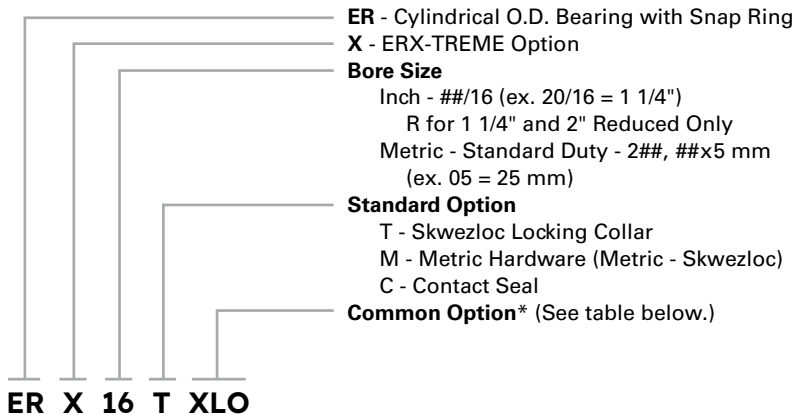 ER - Cylindrical O.D. Bearing with Snap Ring
X - ERX-TREME Option
Bore Size
Inch - ##/16 (ex. 20/16 = 1 1/4")
R for 1 1/4" and 2" Reduced Only
Metric - Standard Duty - 2##, ##x5 mm
(ex. 05 = 25 mm)
Standard Option
T - Skwezloc Locking Collar
M - Metric Hardware (Metric - Skwezloc)
C - Contact Seal
Common Option* (See table below.)
ER X 16 T XLO